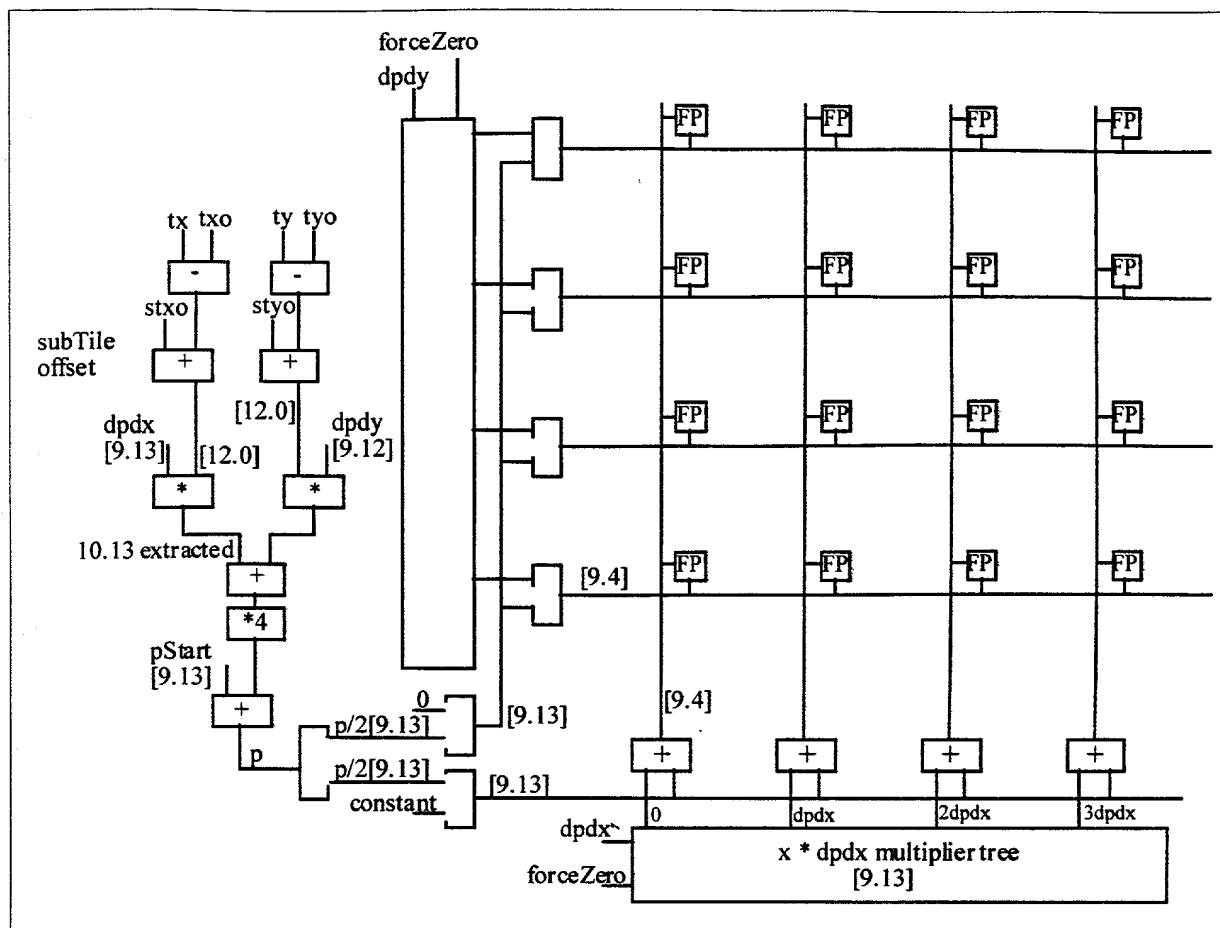 forceZero
dpdy
FP FP FP FP
tx txo ty tyo
- -
FP FP FP FP
stxo styo
subTile
offset
+ +
[12.0]
dpdx
[9.13]
[12.0]
dpdy
[9.12]
FP FP FP FP
* *
10.13 extracted
+
FP FP FP FP
[9.4]
*4
pStart
[9.13]
+
0
[9.13]
[9.4]
p/2[9.13]
p
+ + + +
p/2[9.13]
[9.13]
constant
0 dpdx 2dpdx 3dpdx
dpdx
x * dpdx multiplier tree
[9.13]
forceZero